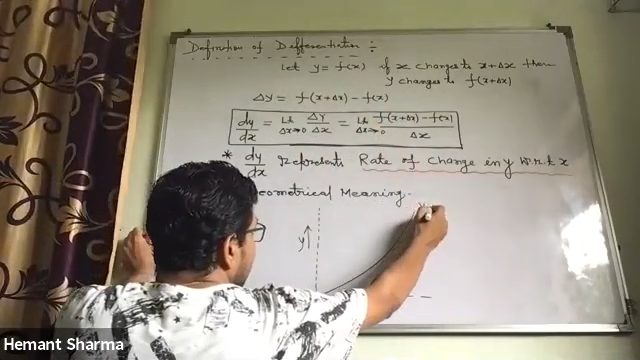 Definition of Differentiation :-
Let y = f(x) if x changes to x+Δx then
y changes to f(x+Δx)
Δy = f(x+Δx) - f(x)
dy/dx = Lt Δx→0 Δy/Δx = Lt Δx→0 f(x+Δx) - f(x)/Δx
* dy/dx represents Rate of change in y w.r.t x
eometrical Meaning.
y ↑
Hemant Sharma